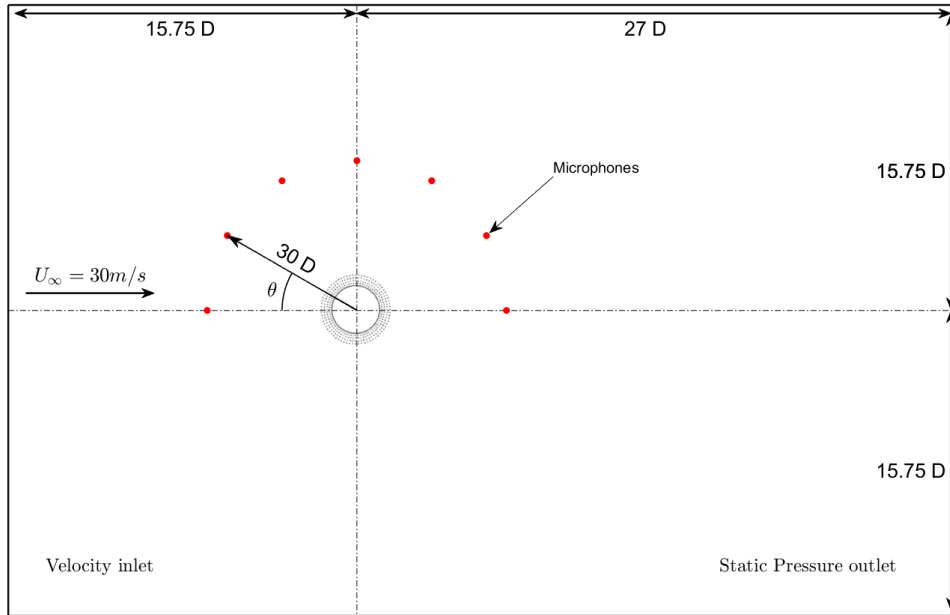 15.75 D
27 D
15.75 D
Microphones
30 D
U∞ = 30m/s
θ
15.75 D
Velocity inlet
Static Pressure outlet